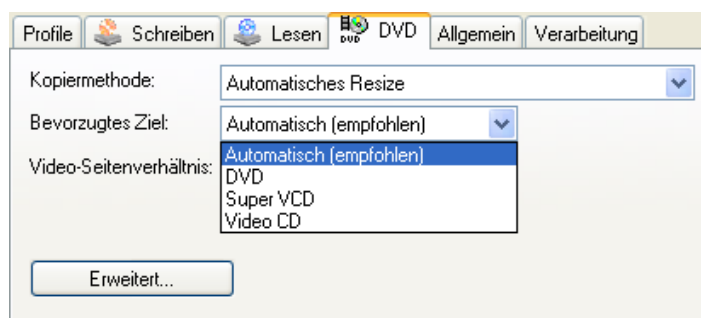 Profile Schreiben Lesen DVD DVD Allgemein Verarbeitung
Kopiermethode: Automatisches Resize
Bevorzugtes Ziel: Automatisch (empfohlen)
Video-Seitenverhältnis: Automatisch (empfohlen)
DVD
Super VCD
Video CD
Erweitert...